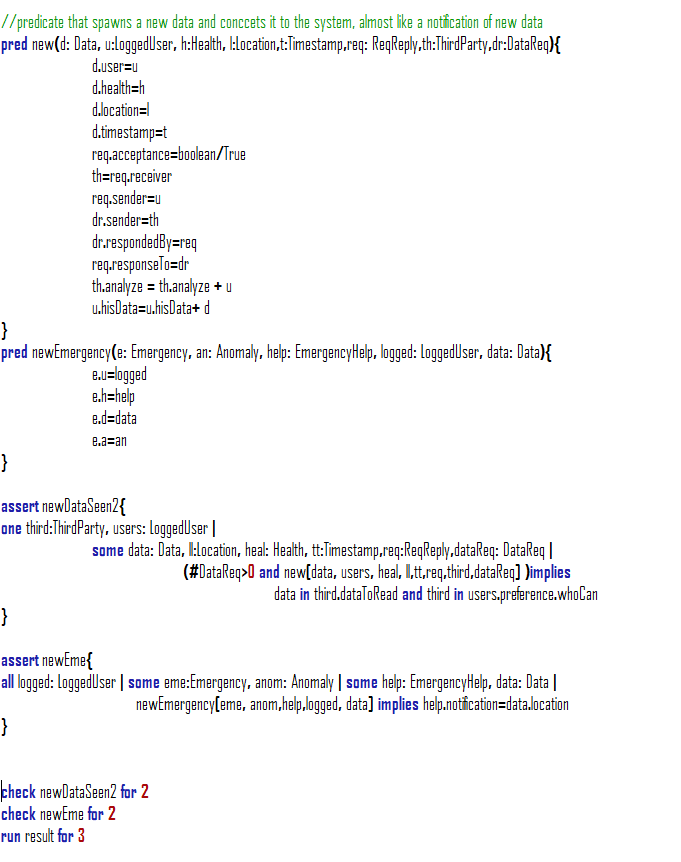 //predicate that spawns a new data and conccets it to the system, almost like a notification of new data
pred new(d: Data, u:LoggedUser, h:Health, l:Location,t:Timestamp,req: ReqReply,th:ThirdParty,dr:DataReq){
d.user=u
d.health=h
d.location=l
d.timestamp=t
req.acceptance=boolean/True
th=req.receiver
req.sender=u
dr.sender=th
dr.respondedBy=req
req.responseTo=dr
th.analyze = th.analyze + u
u.hisData=u.hisData+ d
}
pred newEmergency(e: Emergency, an: Anomaly, help: EmergencyHelp, logged: LoggedUser, data: Data){
e.u=logged
e.h=help
e.d=data
e.a=an
}
assert newDataSeen2{
one third:ThirdParty, users: LoggedUser |
some data: Data, ll:Location, heal: Health, tt:Timestamp,req:ReqReply,dataReq: DataReq |
(#DataReq>0 and new[data, users, heal, ll,tt,req,third,dataReq] )implies
data in third.dataToRead and third in users.preference.whoCan
}
assert newEme{
all logged: LoggedUser | some eme:Emergency, anom: Anomaly | some help: EmergencyHelp, data: Data |
newEmergency[eme, anom,help,logged, data] implies help.notification=data.location
}
check newDataSeen2 for 2
check newEme for 2
run result for 3